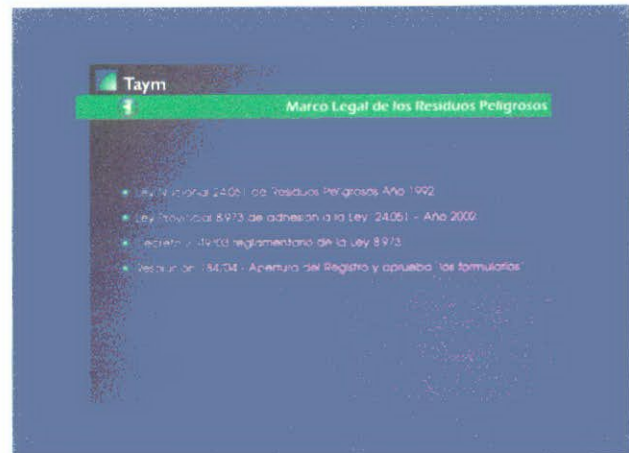 Taym
Marco Legal de los Residuos Peligrosos
Ley Nacional 24.051 de Residuos Peligrosos Año 1992
Ley Provincial 8.973 de adhesión a la Ley 24.051 - Año 2002
Decreto reglamentario de la Ley 8.973
Resolución 184/04 - Apertura del Registro y aprueba "los formularios"